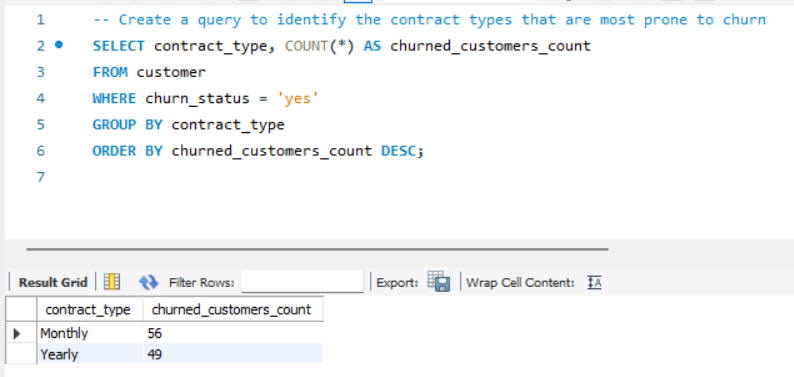 1 -- Create a query to identify the contract types that are most prone to churn
2 SELECT contract_type, COUNT(*) AS churned_customers_count
3 FROM customer
4 WHERE churn_status = 'yes'
5 GROUP BY contract_type
6 ORDER BY churned_customers_count DESC;
7
Result Grid Filter Rows: Export: Wrap Cell Content: IA
contract_type churned_customers_count
Monthly 56
Yearly 49